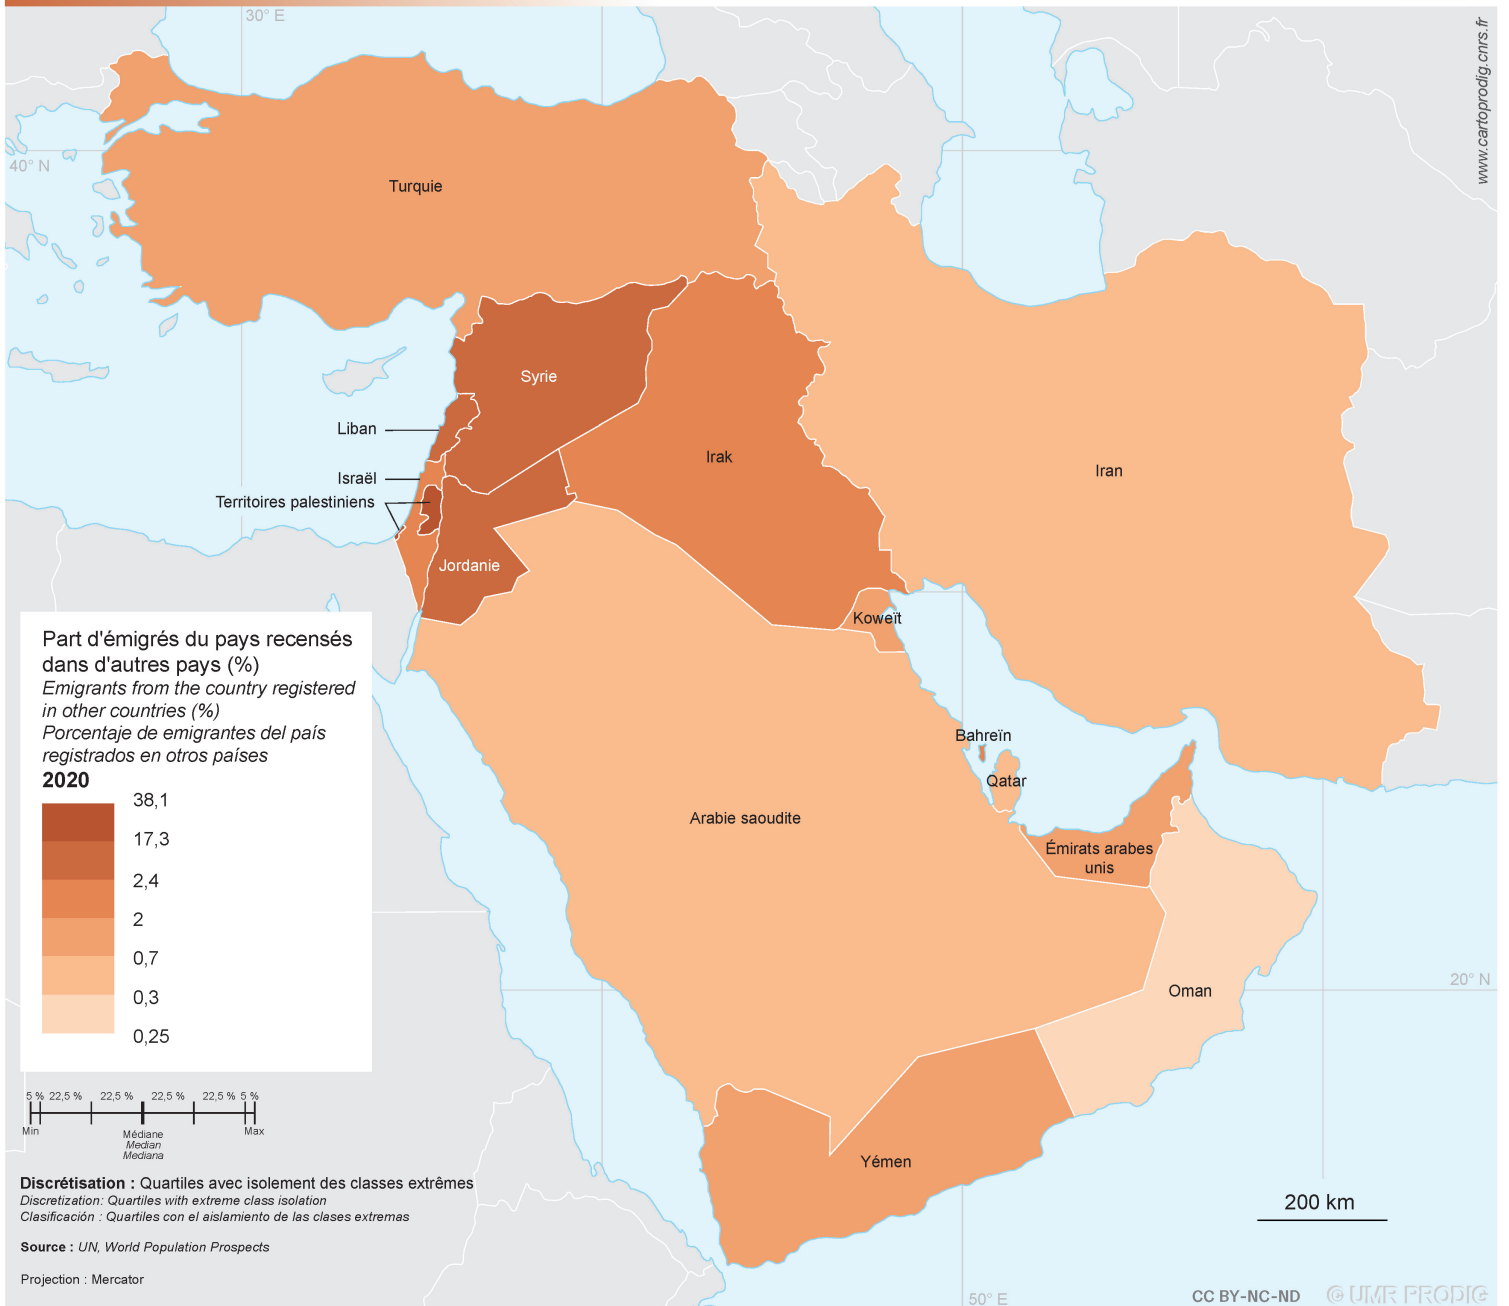 30° E
www.cartoprodig.cnrs.fr
40° N
Turquie
Syrie
Liban
Irak
Iran
Israël
Territoires palestiniens
Jordanie
Koweït
Bahreïn
Qatar
Arabie saoudite
Émirats arabes
unis
Oman
20° N
Yémen
Part d'émigrés du pays recensés
dans d'autres pays (%)
Emigrants from the country registered
in other countries (%)
Porcentaje de emigrantes del país
registrados en otros países
2020
38,1
17,3
2,4
2
0,7
0,3
0,25
5 % 22,5 % 22,5 % 22,5 % 22,5 % 5 %
Min Max
Médiane
Median
Mediana
Discrétisation : Quartiles avec isolement des classes extrêmes
Discretization: Quartiles with extreme class isolation
Clasificación : Quartiles con el aislamiento de las clases extremas
Source : UN, World Population Prospects
Projection : Mercator
200 km
50° E
CC BY-NC-ND © UMR PRODIG